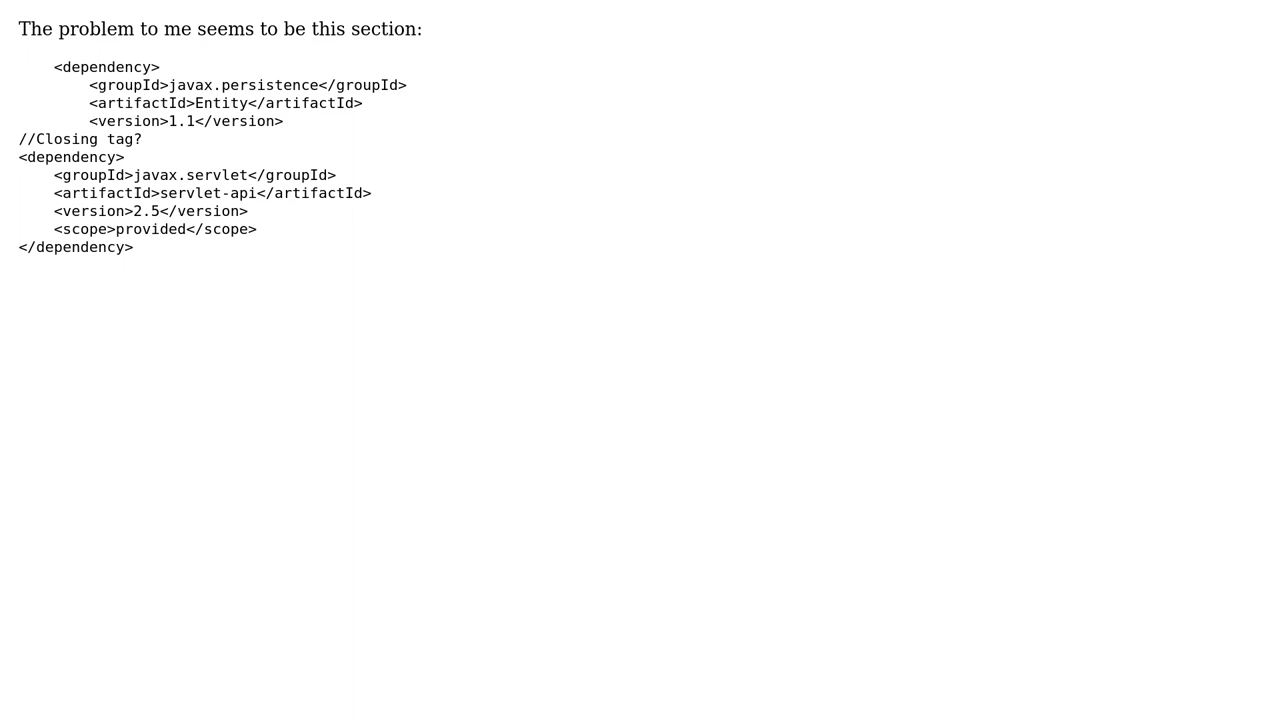 The problem to me seems to be this section:
    <dependency>
        <groupId>javax.persistence</groupId>
        <artifactId>Entity</artifactId>
        <version>1.1</version>
//Closing tag?
<dependency>
    <groupId>javax.servlet</groupId>
    <artifactId>servlet-api</artifactId>
    <version>2.5</version>
    <scope>provided</scope>
</dependency>